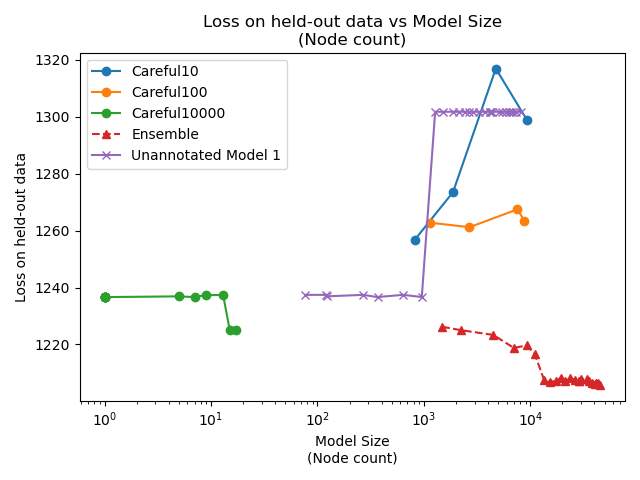 Loss on held-out data vs Model Size
(Node count)
Loss on held-out data
1320
1300
1280
1260
1240
1220
Careful10
Careful100
Careful10000
Ensemble
Unannotated Model 1
10⁰
10¹
10²
10³
10⁴
Model Size
(Node count)